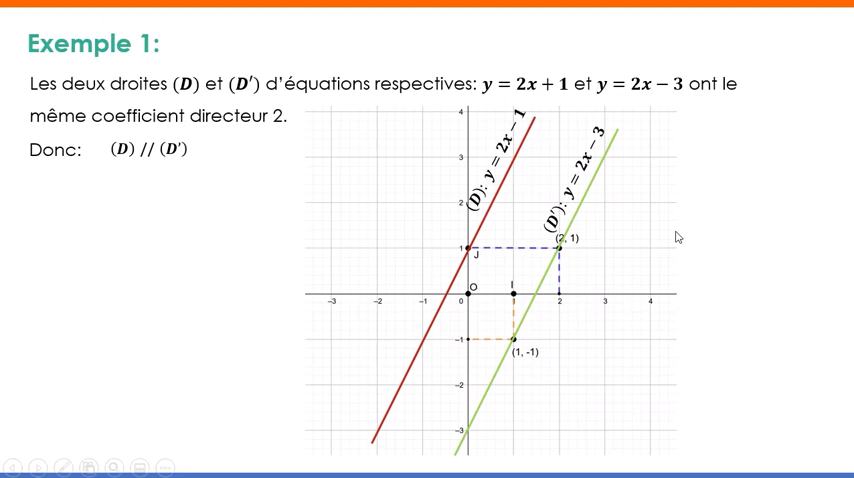 Exemple 1:
Les deux droites (D) et (D′) d’équations respectives: y = 2x + 1 et y = 2x − 3 ont le
même coefficient directeur 2.
Donc: (D) // (D′)
(D): y = 2x − 1
(D′): y = 2x − 3
4
3
2
(2, 1)
1
J
O
I
−3 −2 −1 0 1 2 3 4
−1
(1, -1)
−2
−3